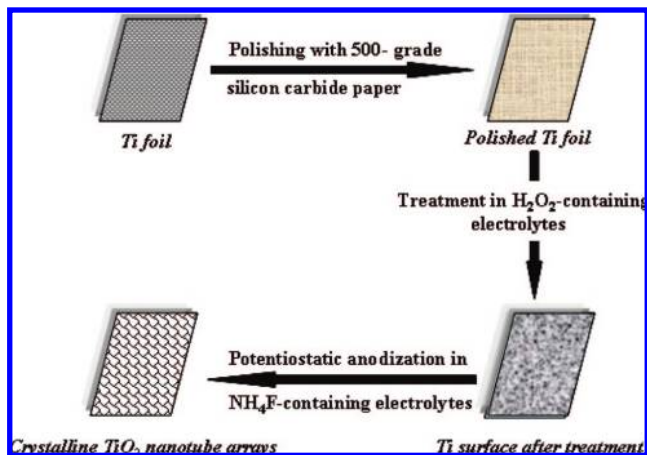 Polishing with 500- grade
silicon carbide paper
Ti foil
Polished Ti foil
Treatment in H₂O₂-containing
electrolytes
Potentiostatic anodization in
NH₄F-containing electrolytes
Crystalline TiO₂ nanotube arrays
Ti surface after treatment